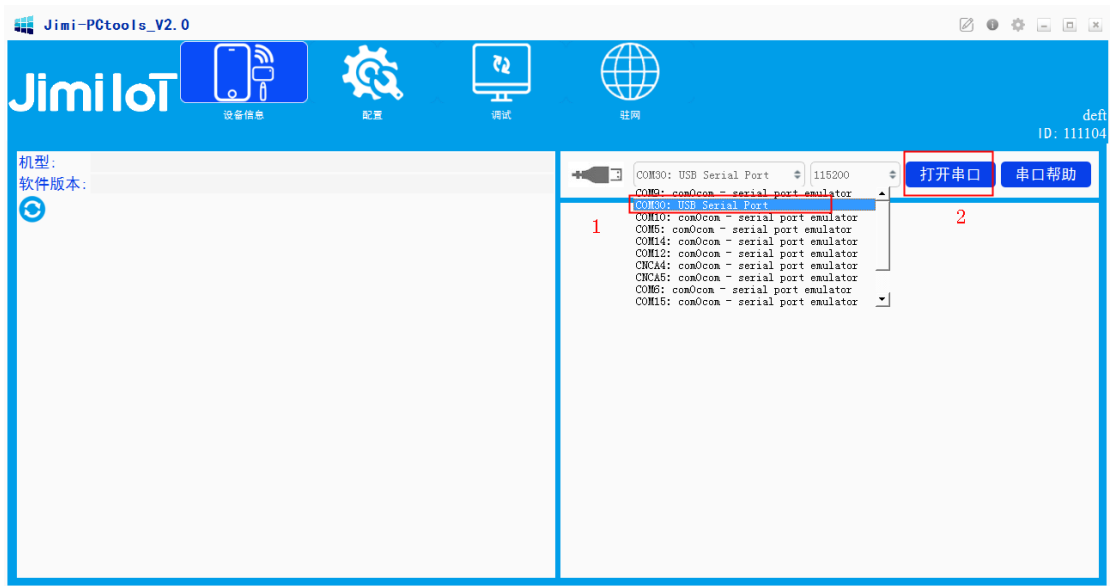 Jimi-PCtools_V2.0
Jimi IoT
设备信息
配置
调试
驻网
deft
ID: 111104
机型:
软件版本:
COM30: USB Serial Port
115200
打开串口
串口帮助
COM9: com0com - serial port emulator
COM30: USB Serial Port
COM10: com0com - serial port emulator
COM5: com0com - serial port emulator
COM14: com0com - serial port emulator
COM12: com0com - serial port emulator
CNCA4: com0com - serial port emulator
CNCA5: com0com - serial port emulator
COM6: com0com - serial port emulator
COM15: com0com - serial port emulator
1
2